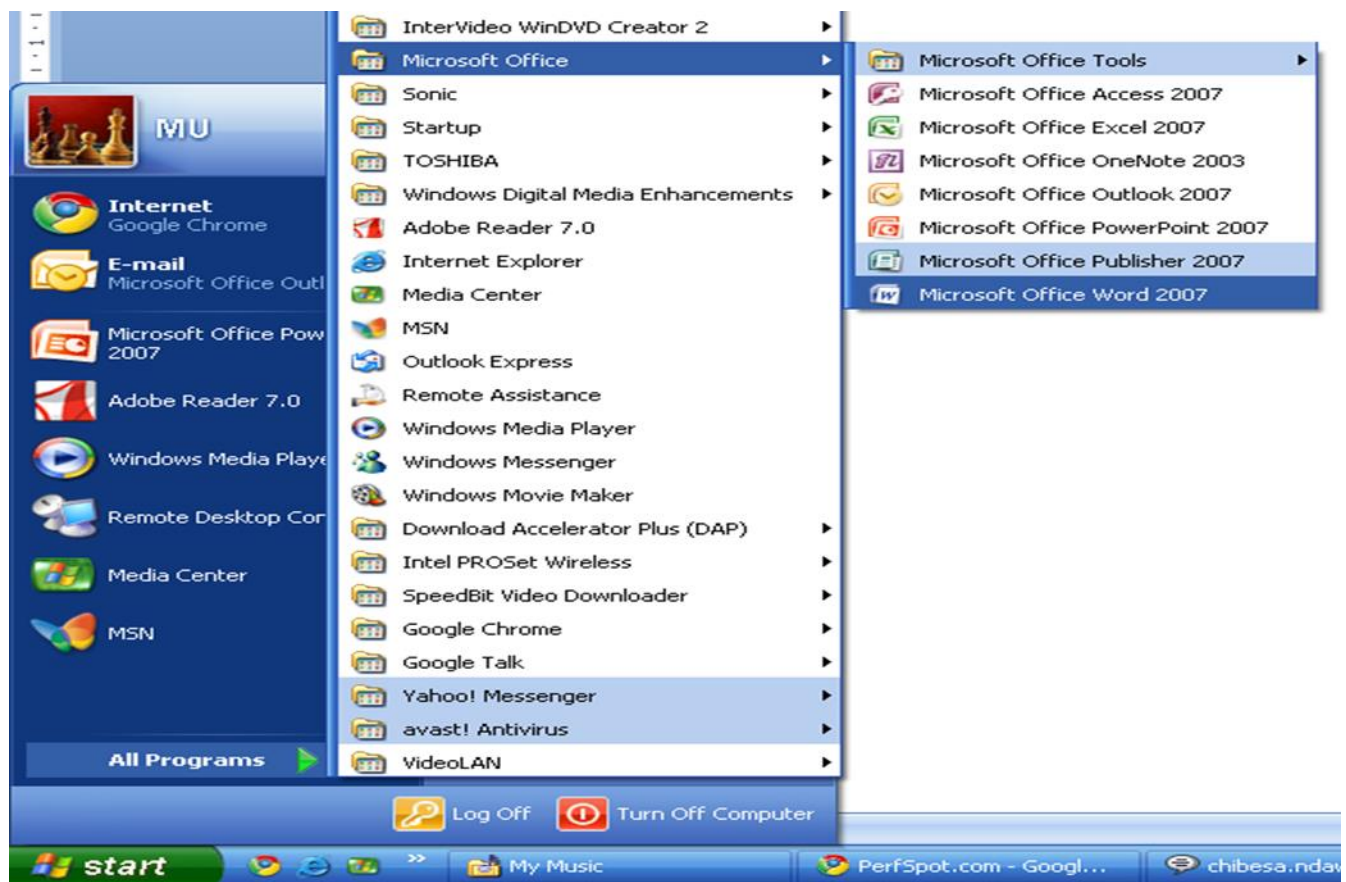 MU
Internet
Google Chrome
E-mail
Microsoft Office Outl
Microsoft Office Pow
2007
Adobe Reader 7.0
Windows Media Playe
Remote Desktop Con
Media Center
MSN
All Programs
InterVideo WinDVD Creator 2
Microsoft Office
Sonic
Startup
TOSHIBA
Windows Digital Media Enhancements
Adobe Reader 7.0
Internet Explorer
Media Center
MSN
Outlook Express
Remote Assistance
Windows Media Player
Windows Messenger
Windows Movie Maker
Download Accelerator Plus (DAP)
Intel PROSet Wireless
SpeedBit Video Downloader
Google Chrome
Google Talk
Yahoo! Messenger
avast! Antivirus
VideoLAN
Microsoft Office Tools
Microsoft Office Access 2007
Microsoft Office Excel 2007
Microsoft Office OneNote 2003
Microsoft Office Outlook 2007
Microsoft Office PowerPoint 2007
Microsoft Office Publisher 2007
Microsoft Office Word 2007
Log Off Turn Off Computer
start » My Music PerfSpot.com - Googl... chibesa.ndaw